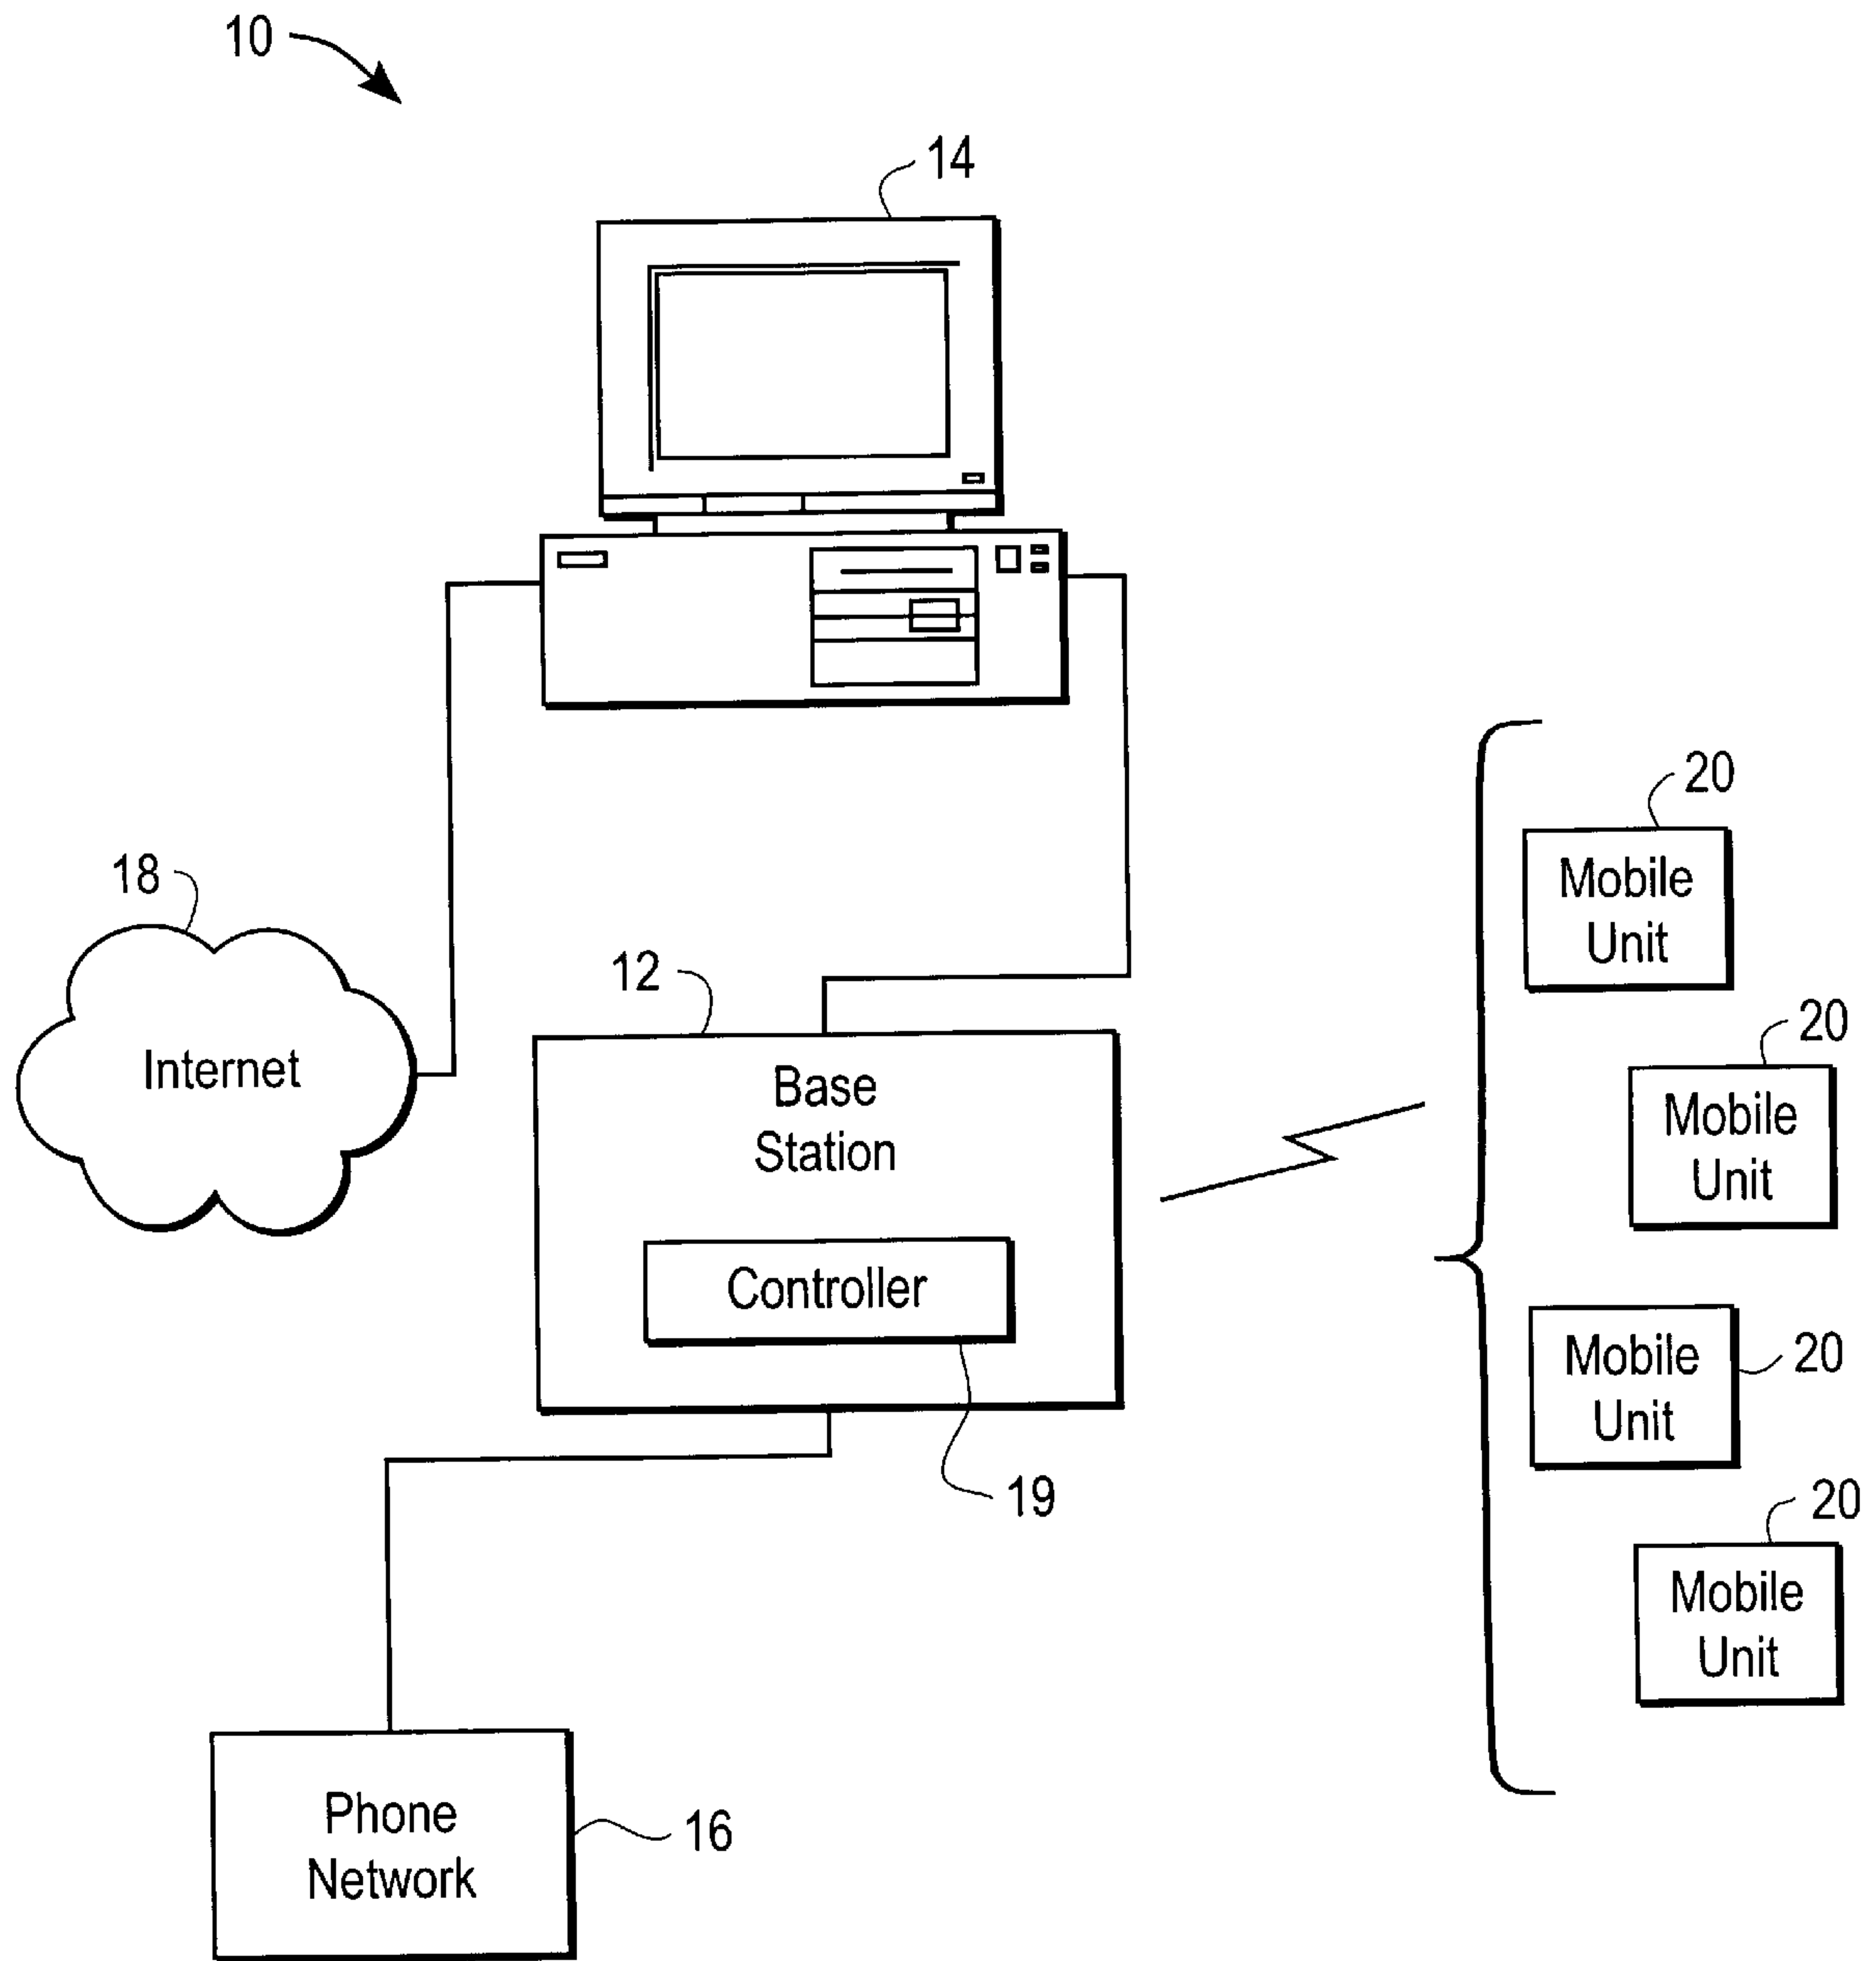 10
14
20
Mobile
Unit
18
12
20
Internet
Base
Station
Mobile
Unit
Controller
20
Mobile
Unit
19
20
Mobile
Unit
Phone
Network
16